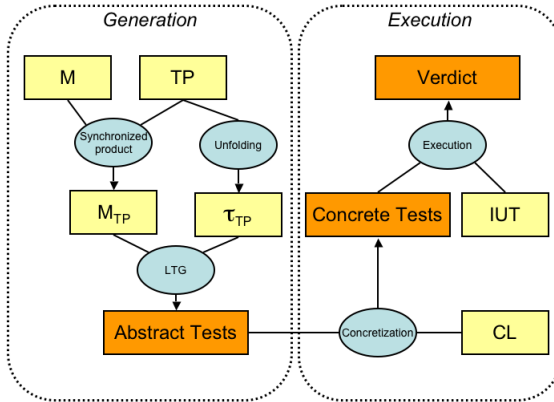 Generation
Execution
M
TP
Verdict
Synchronized
product
Unfolding
Execution
M_TP
τ_TP
Concrete Tests
IUT
LTG
Abstract Tests
Concretization
CL